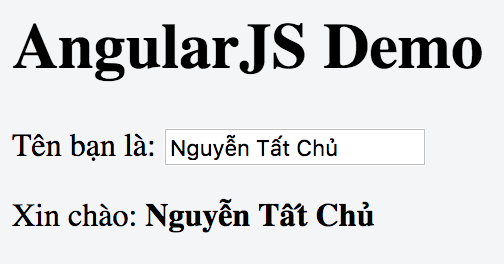 AngularJS Demo
Tên bạn là: Nguyễn Tất Chủ
Xin chào: Nguyễn Tất Chủ